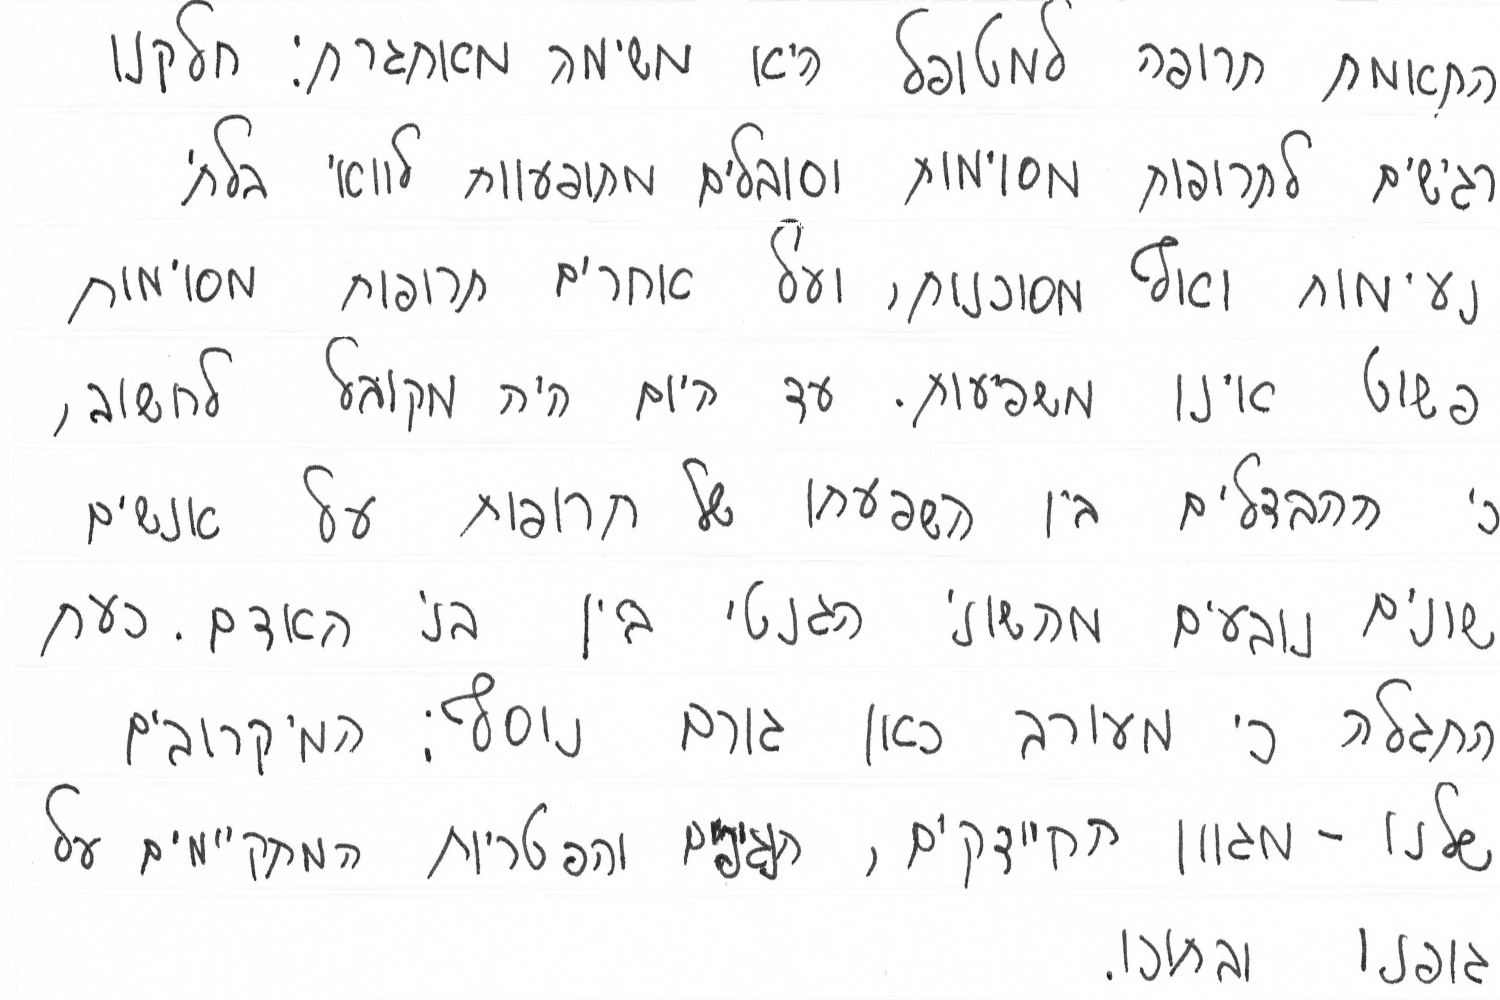 התאמת תרופה למטופל היא משימה מאתגרת: חלקנו
רגישים לתרופות מסוימות וסובלים מתופעות לוואי בלתי
נעימות ואף מסוכנות, ועל אחרים תרופות מסוימות
פשוט אינו משפיעות. עד היום היה מקובל לחשוב,
כי ההבדלים בין השפעתו של תרופות על אנשים
שונים נובעים מהשוני הגנטי בין בני האדם. כעת
התגלה כי מעורב כאן גורם נוסף: המיקרובים
שלנו - מגוון החיידקים, הנגיפים והפטריות המתקיימים על
גופנו ובתוכו.